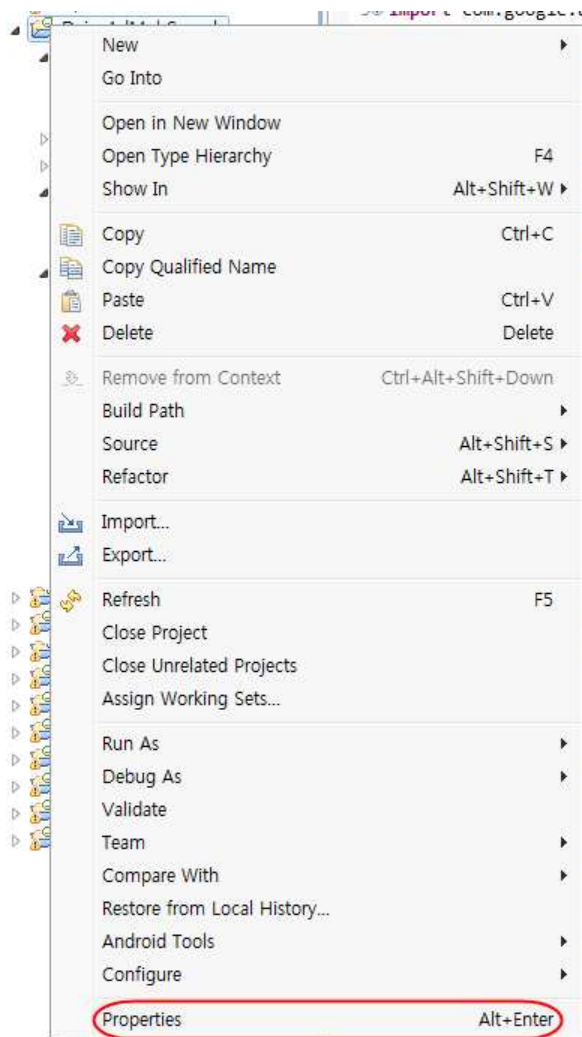 New
Go Into
Open in New Window
Open Type Hierarchy F4
Show In Alt+Shift+W
Copy Ctrl+C
Copy Qualified Name
Paste Ctrl+V
Delete Delete
Remove from Context Ctrl+Alt+Shift+Down
Build Path
Source Alt+Shift+S
Refactor Alt+Shift+T
Import...
Export...
Refresh F5
Close Project
Close Unrelated Projects
Assign Working Sets...
Run As
Debug As
Validate
Team
Compare With
Restore from Local History...
Android Tools
Configure
Properties Alt+Enter